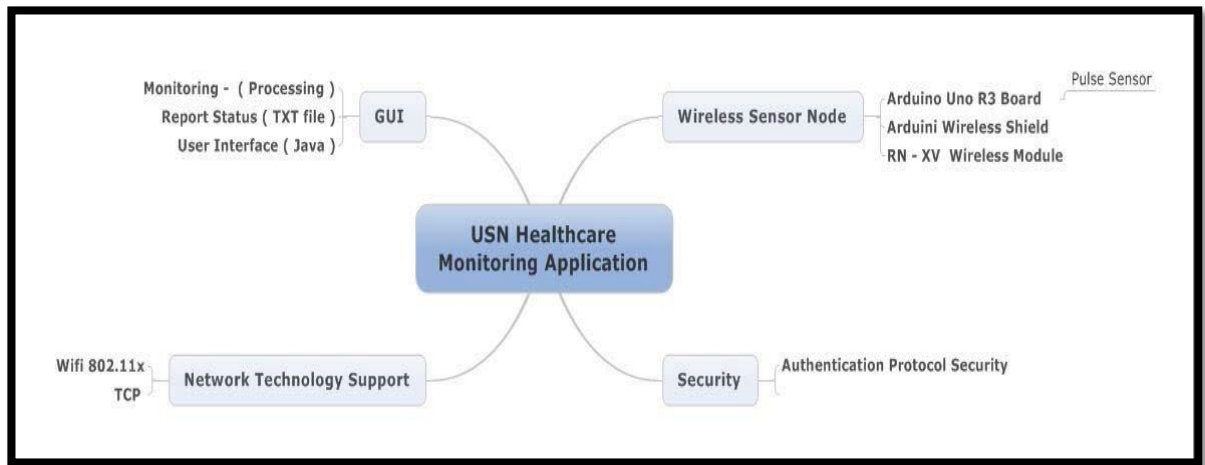 Monitoring - ( Processing )
Report Status ( TXT file )
User Interface ( Java )
GUI
Wireless Sensor Node
Arduino Uno R3 Board
Pulse Sensor
Arduini Wireless Shield
RN - XV Wireless Module
USN Healthcare
Monitoring Application
Wifi 802.11x
TCP
Network Technology Support
Security
Authentication Protocol Security